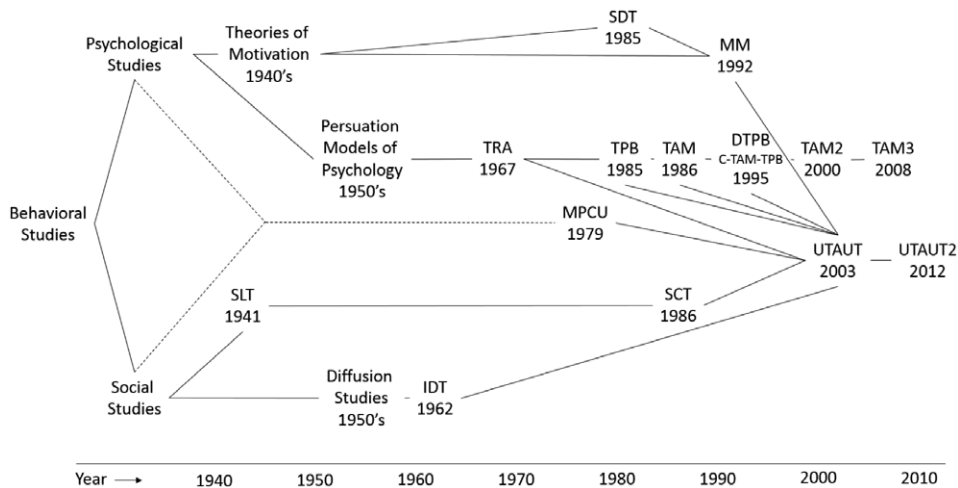 SDT
1985
Psychological
Studies
Theories of
Motivation
1940's
MM
1992
Persuation
Models of
Psychology
1950's
TRA
1967
TPB
1985
TAM
1986
DTPB
C-TAM-TPB
1995
TAM2
2000
TAM3
2008
Behavioral
Studies
MPCU
1979
UTAUT
2003
UTAUT2
2012
SLT
1941
SCT
1986
Social
Studies
Diffusion
Studies
1950's
IDT
1962
Year
1940
1950
1960
1970
1980
1990
2000
2010